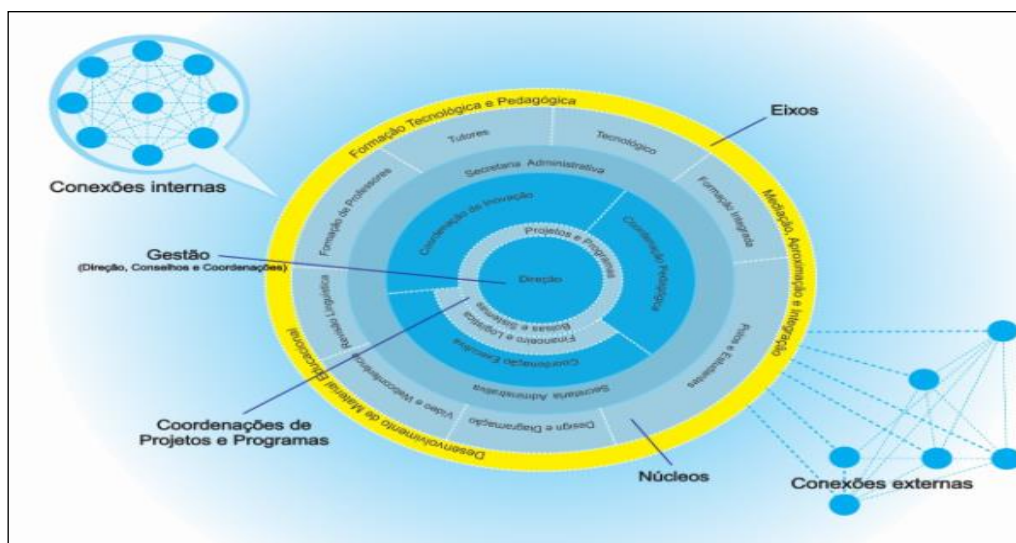 Conexões internas
Gestão
(Direção, Conselhos e Coordenações)
Coordenações de
Projetos e Programas
Eixos
Núcleos
Conexões externas
Formação Tecnológica e Pedagógica
Mediação, Aproximação e Integração
Desenvolvimento de Material Educacional
Formação de Professores
Tutores
Tecnológico
Formação Integrada
Polos e Estudantes
Design e Diagramação
Vídeo e Webconferência
Revisão Linguística
Secretaria Administrativa
Secretaria Administrativa
Coordenação de Inovação
Coordenação Pedagógica
Coordenação Executiva
Projetos e Programas
Financeiro e Logística
Bolsas e Sistemas
Direção